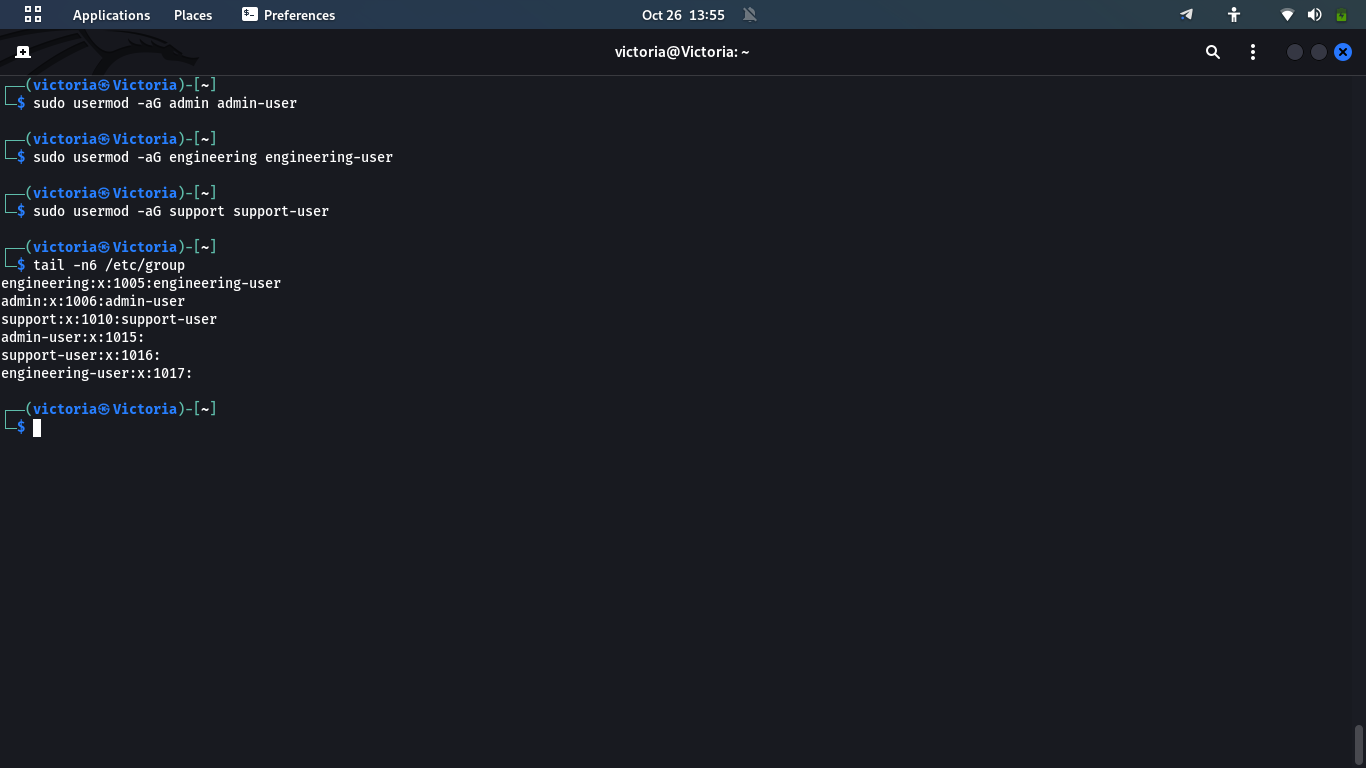 Applications Places Preferences Oct 26 13:55
victoria@Victoria: ~
┌──(victoria㉿Victoria)-[~]
└─$ sudo usermod -aG admin admin-user
┌──(victoria㉿Victoria)-[~]
└─$ sudo usermod -aG engineering engineering-user
┌──(victoria㉿Victoria)-[~]
└─$ sudo usermod -aG support support-user
┌──(victoria㉿Victoria)-[~]
└─$ tail -n6 /etc/group
engineering:x:1005:engineering-user
admin:x:1006:admin-user
support:x:1010:support-user
admin-user:x:1015:
support-user:x:1016:
engineering-user:x:1017:
┌──(victoria㉿Victoria)-[~]
└─$